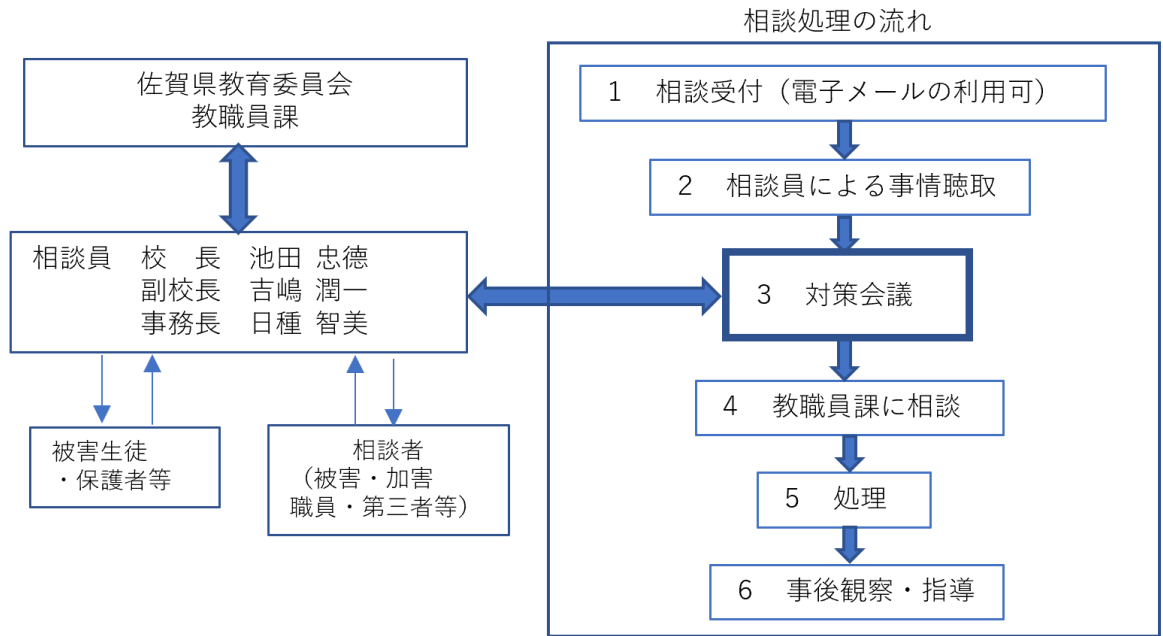 相談処理の流れ
佐賀県教育委員会
教職員課
相談員　校　長　池田 忠德
副校長　吉嶋 潤一
事務長　日種 智美
被害生徒
・保護者等
相談者
（被害・加害
職員・第三者等）
1　相談受付（電子メールの利用可）
2　相談員による事情聴取
3　対策会議
4　教職員課に相談
5　処理
6　事後観察・指導